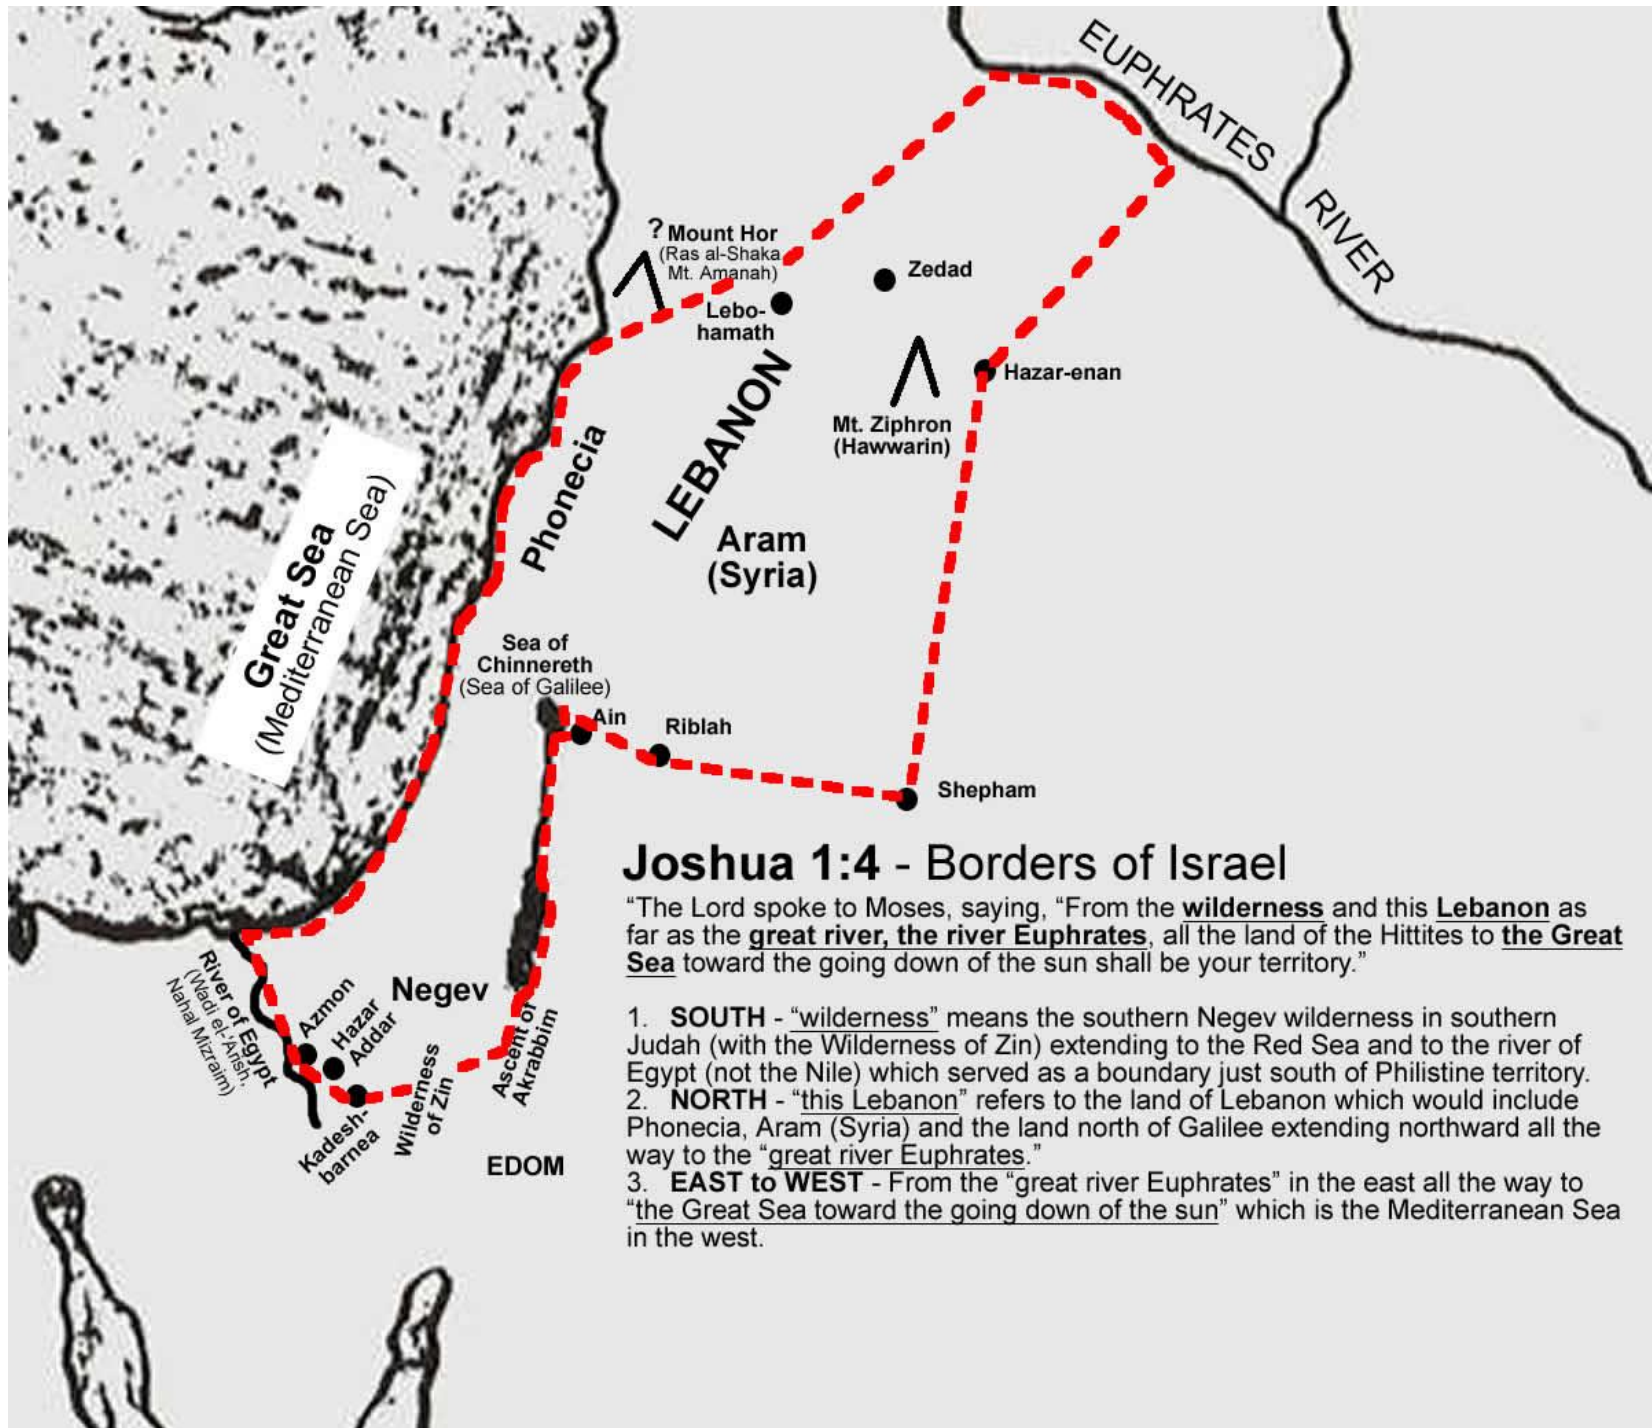 EUPHRATES
RIVER
? Mount Hor
(Ras al-Shaka
Mt. Amanah)
Zedad
Lebo-
hamath
Hazar-enan
LEBANON
Mt. Ziphron
(Hawwarin)
Phonecia
Great Sea
(Mediterranean Sea)
Aram
(Syria)
Sea of
Chinnereth
(Sea of Galilee)
Ain
Riblah
Shepham
Joshua 1:4 - Borders of Israel
“The Lord spoke to Moses, saying, “From the wilderness and this Lebanon as
far as the great river, the river Euphrates, all the land of the Hittites to the Great
Sea toward the going down of the sun shall be your territory.”
1. SOUTH - “wilderness” means the southern Negev wilderness in southern
Judah (with the Wilderness of Zin) extending to the Red Sea and to the river of
Egypt (not the Nile) which served as a boundary just south of Philistine territory.
2. NORTH - “this Lebanon” refers to the land of Lebanon which would include
Phonecia, Aram (Syria) and the land north of Galilee extending northward all the
way to the “great river Euphrates.”
3. EAST to WEST - From the “great river Euphrates” in the east all the way to
“the Great Sea toward the going down of the sun” which is the Mediterranean Sea
in the west.
River of Egypt
(Wadi el-'Arish,
Nahal Mizraim)
Azmon
Hazar
Addar
Negev
Kadesh-
barnea
Wilderness
of Zin
Ascent of
Akrabbim
EDOM